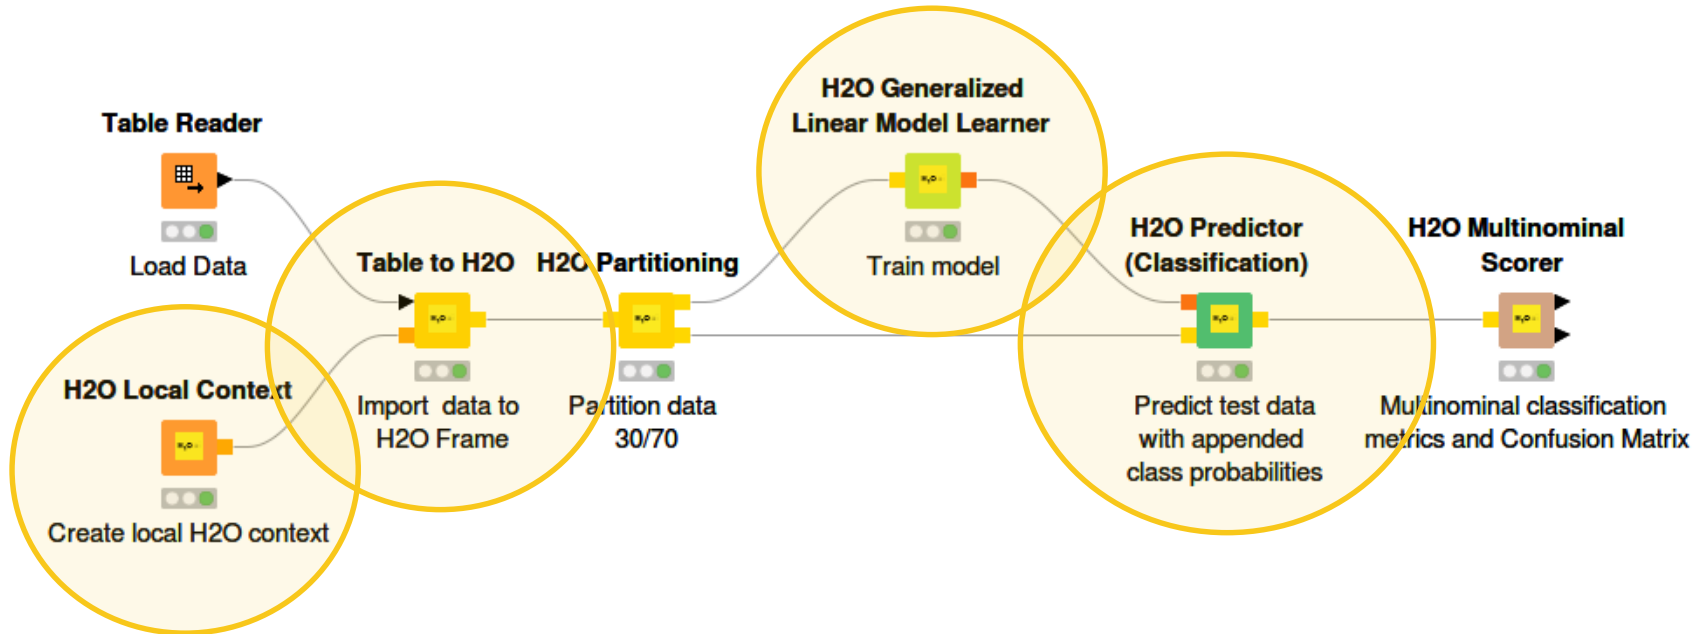 Table Reader
Load Data
H2O Local Context
Create local H2O context
Table to H2O
Import  data to
H2O Frame
H2O Partitioning
Partition data
30/70
H2O Generalized
Linear Model Learner
Train model
H2O Predictor
(Classification)
Predict test data
with appended
class probabilities
H2O Multinominal
Scorer
Multinominal classification
metrics and Confusion Matrix